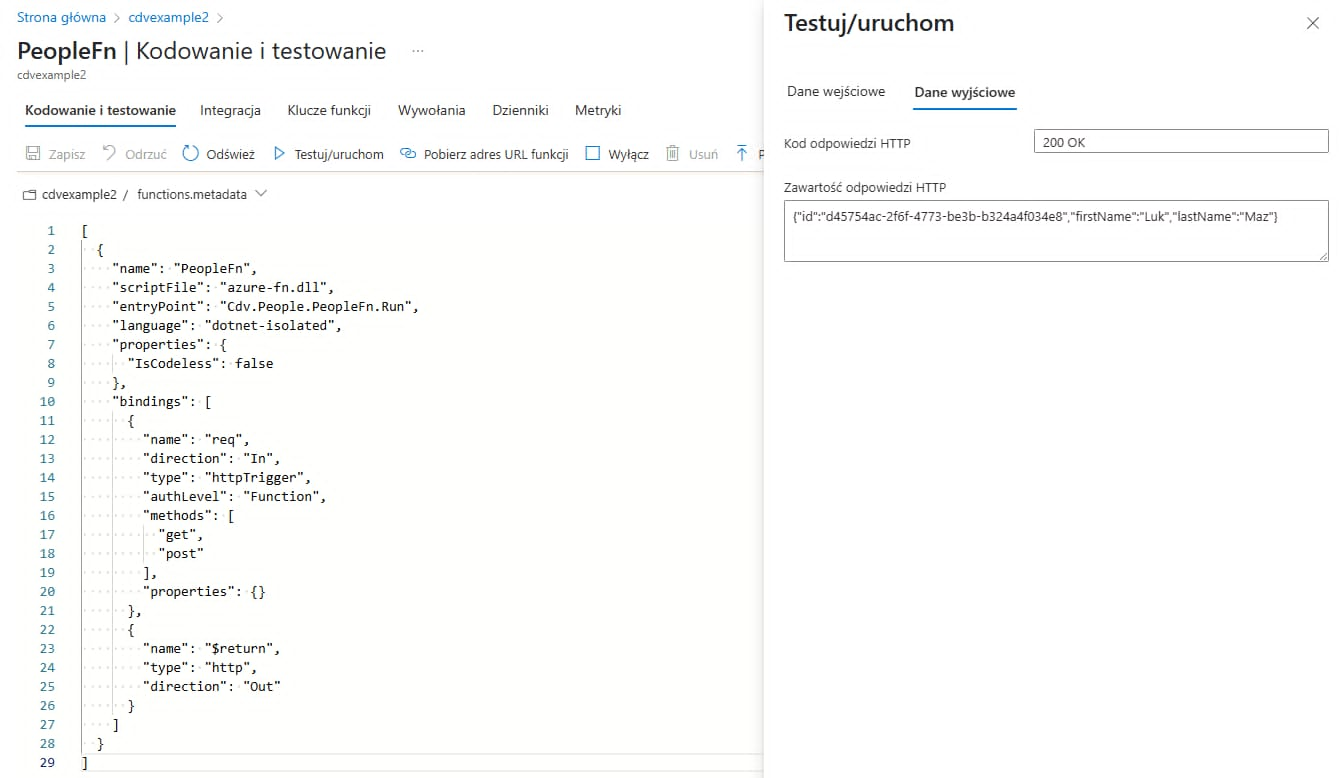 Strona główna > cdvexample2 >
PeopleFn | Kodowanie i testowanie ...
cdvexample2
Kodowanie i testowanie Integracja Klucze funkcji Wywołania Dzienniki Metryki
Zapisz Odrzuć Odśwież Testuj/uruchom Pobierz adres URL funkcji Wyłącz Usuń P
cdvexample2 / functions.metadata
1 [
2 {
3 "name": "PeopleFn",
4 "scriptFile": "azure-fn.dll",
5 "entryPoint": "Cdv.People.PeopleFn.Run",
6 "language": "dotnet-isolated",
7 "properties": {
8 "IsCodeless": false
9 },
10 "bindings": [
11 {
12 "name": "req",
13 "direction": "In",
14 "type": "httpTrigger",
15 "authLevel": "Function",
16 "methods": [
17 "get",
18 "post"
19 ],
20 "properties": {}
21 },
22 {
23 "name": "$return",
24 "type": "http",
25 "direction": "Out"
26 }
27 ]
28 }
29 ]
Testuj/uruchom
Dane wejściowe Dane wyjściowe
Kod odpowiedzi HTTP 200 OK
Zawartość odpowiedzi HTTP
{"id":"d45754ac-2f6f-4773-be3b-b324a4f034e8","firstName":"Luk","lastName":"Maz"}